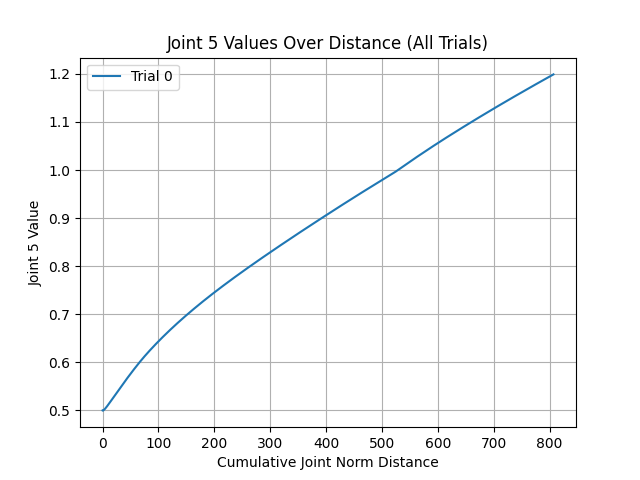 Joint 5 Values Over Distance (All Trials)
Trial 0
Joint 5 Value
1.2
1.1
1.0
0.9
0.8
0.7
0.6
0.5
0 100 200 300 400 500 600 700 800
Cumulative Joint Norm Distance